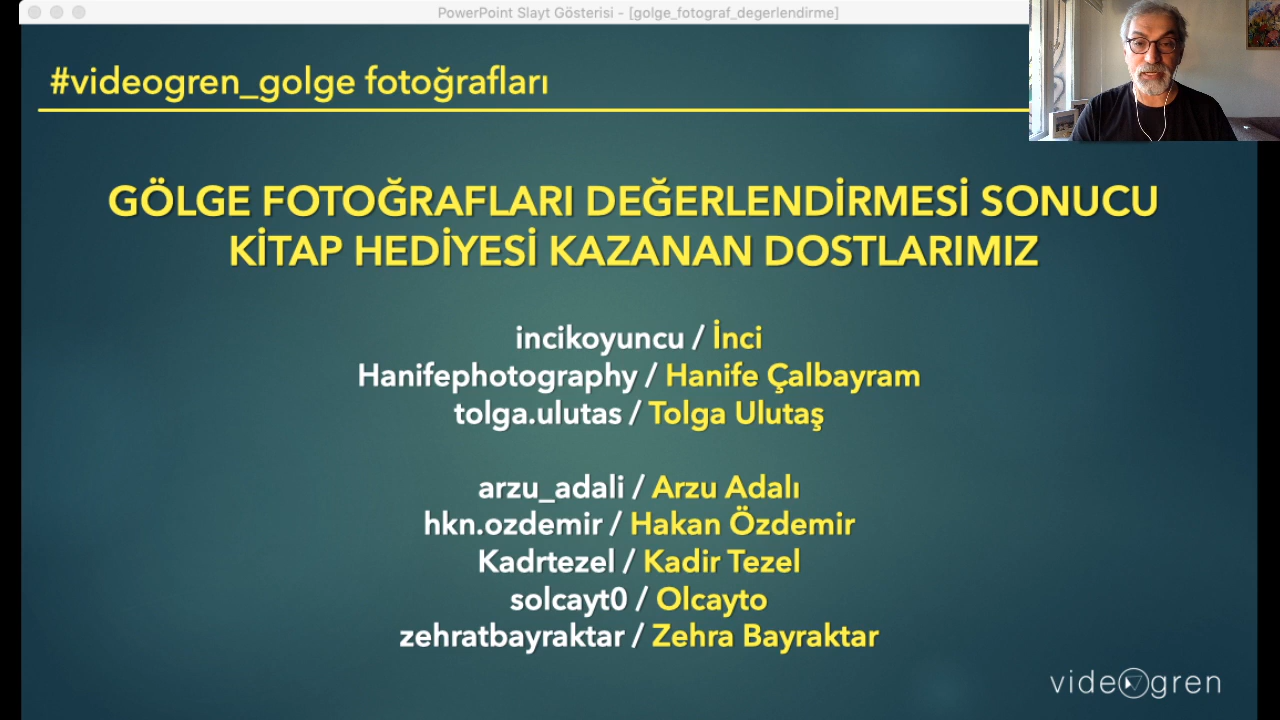 PowerPoint Slayt Gösterisi - [golge_fotograf_degerlendirme]
#videogren_golge fotoğrafları
GÖLGE FOTOĞRAFLARI DEĞERLENDİRMESİ SONUCU
KİTAP HEDİYESİ KAZANAN DOSTLARIMIZ
incikoyuncu / İnci
Hanifephotography / Hanife Çalbayram
tolga.ulutas / Tolga Ulutaş
arzu_adali / Arzu Adalı
hkn.ozdemir / Hakan Özdemir
Kadrtezel / Kadir Tezel
solcayt0 / Olcayto
zehratbayraktar / Zehra Bayraktar
videogren